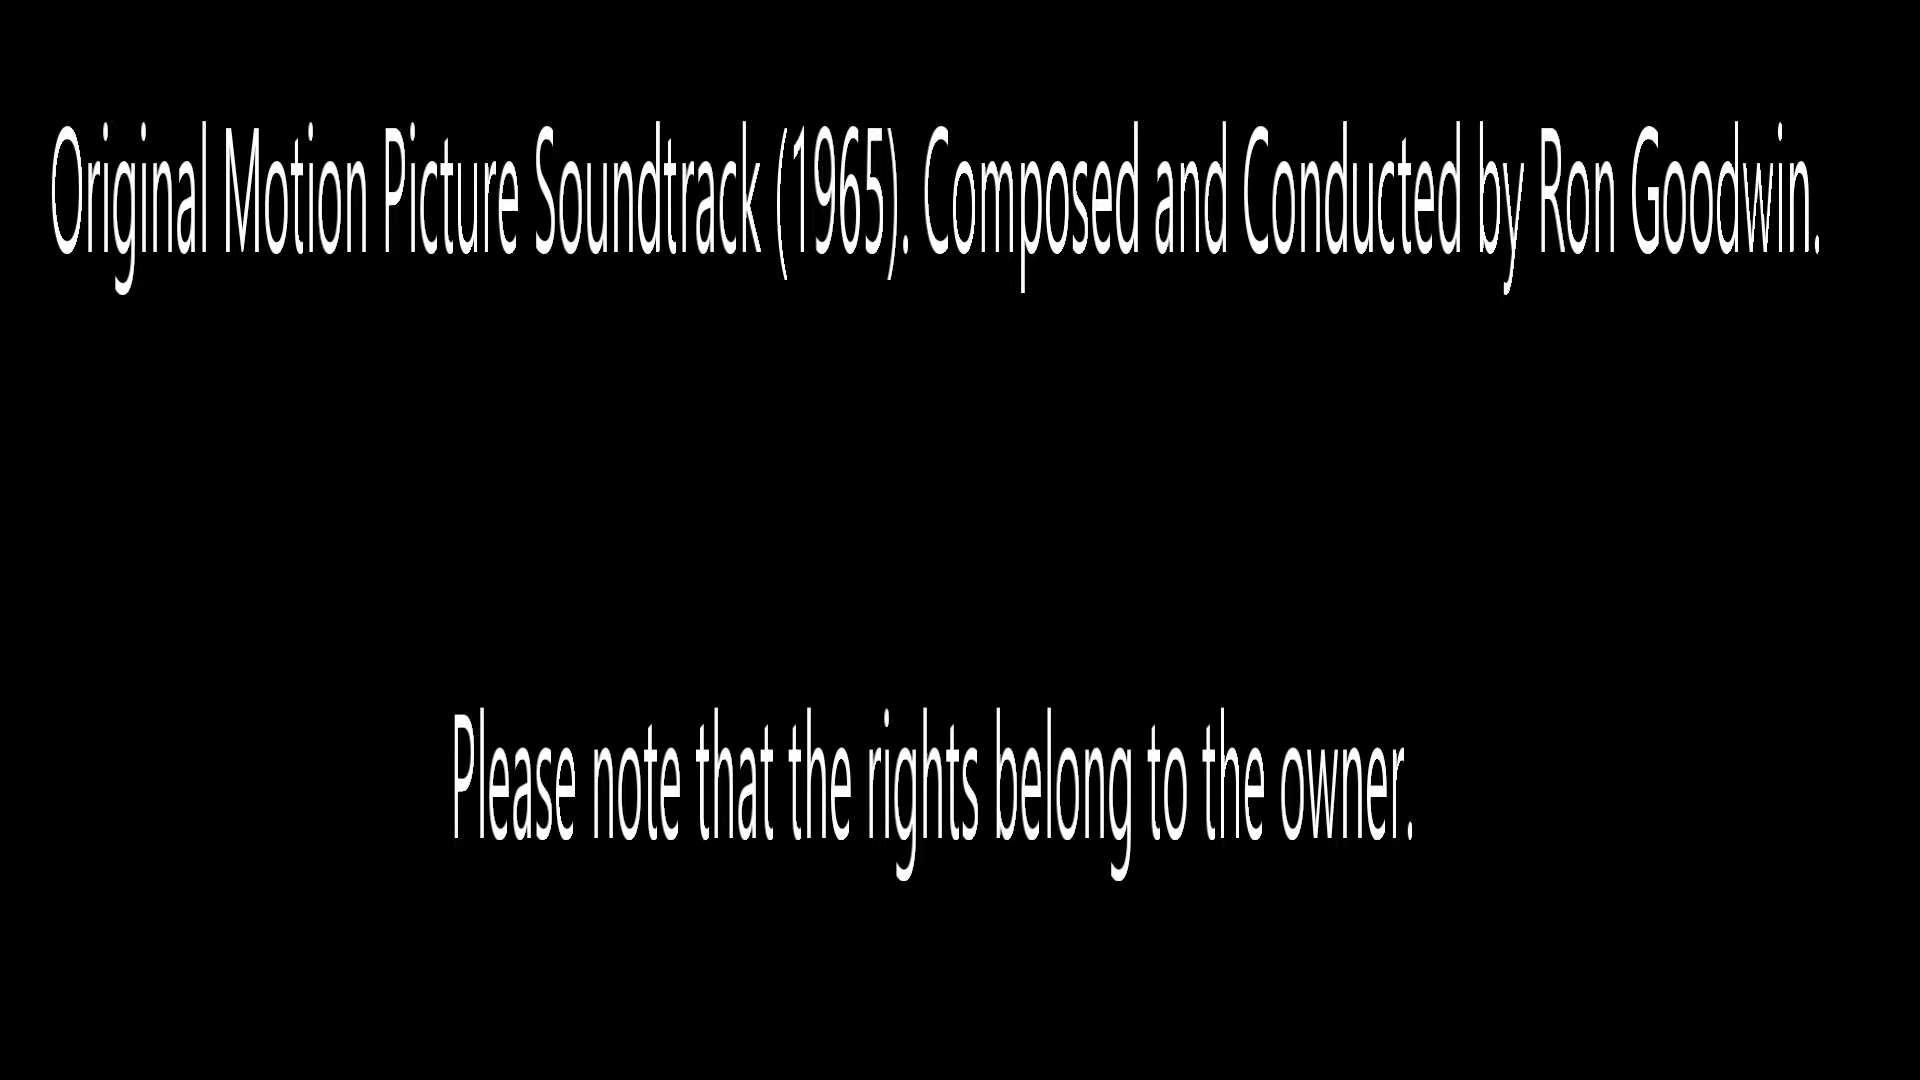 Original Motion Picture Soundtrack (1965). Composed and Conducted by Ron Goodwin.
Please note that the rights belong to the owner.